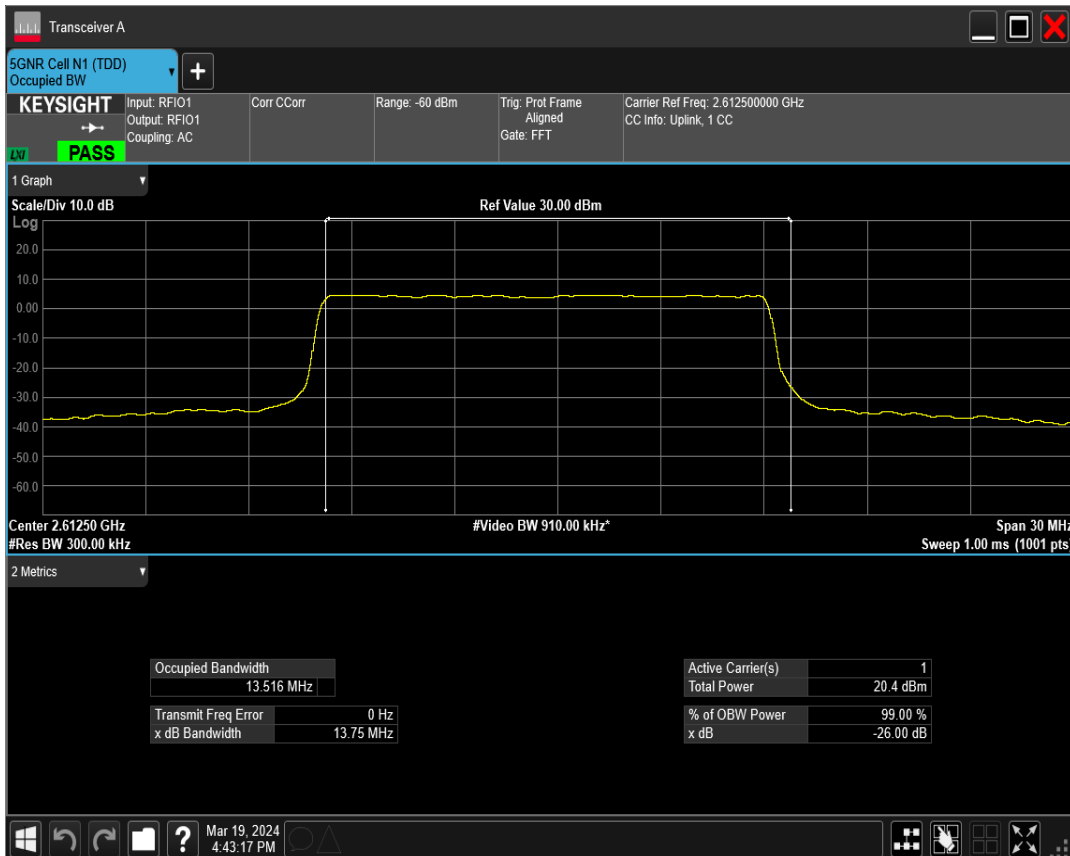 Transceiver A
5GNR Cell N1 (TDD)
Occupied BW
+
KEYSIGHT
LXI
PASS
Input: RFIO1
Output: RFIO1
Coupling: AC
Corr CCorr
Range: -60 dBm
Trig: Prot Frame
Aligned
Gate: FFT
Carrier Ref Freq: 2.612500000 GHz
CC Info: Uplink, 1 CC
1 Graph
Scale/Div 10.0 dB
Ref Value 30.00 dBm
Log
20.0
10.0
0.00
-10.0
-20.0
-30.0
-40.0
-50.0
-60.0
Center 2.61250 GHz
#Video BW 910.00 kHz*
Span 30 MHz
#Res BW 300.00 kHz
Sweep 1.00 ms (1001 pts)
2 Metrics
Occupied Bandwidth
13.516 MHz
Transmit Freq Error 0 Hz
x dB Bandwidth 13.75 MHz
Active Carrier(s) 1
Total Power 20.4 dBm
% of OBW Power 99.00 %
x dB -26.00 dB
?
Mar 19, 2024
4:43:17 PM